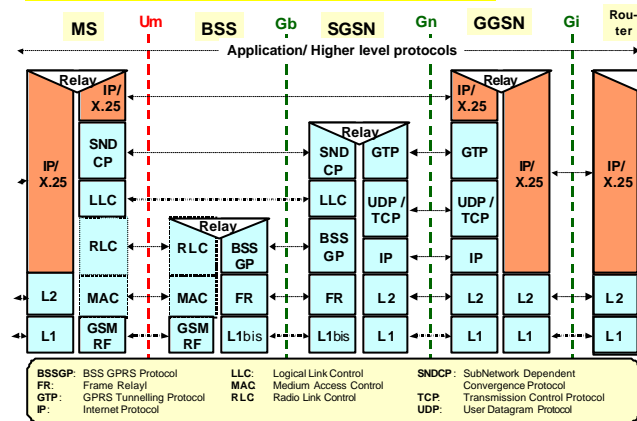 MS Um BSS Gb SGSN Gn GGSN Gi Rou-
ter
Application/ Higher level protocols
Relay Relay
IP/
X.25
IP/
X.25
IP/
X.25
IP/
X.25
IP/
X.25
Relay
SND
CP
SND
CP
GTP
GTP
LLC
LLC
UDP /
TCP
UDP /
TCP
Relay
RLC
RLC
BSS
GP
BSS
GP
IP
IP
L2
MAC
MAC
FR
FR
L2
L2
L2
L2
L1
GSM
RF
GSM
RF
L1bis
L1bis
L1
L1
L1
L1
BSSGP: BSS GPRS Protocol LLC: Logical Link Control SNDCP: SubNetwork Dependent
FR: Frame Relayl MAC Medium Access Control Convergence Protocol
GTP: GPRS Tunnelling Protocol RLC Radio Link Control TCP: Transmission Control Protocol
IP: Internet Protocol UDP: User Datagram Protocol